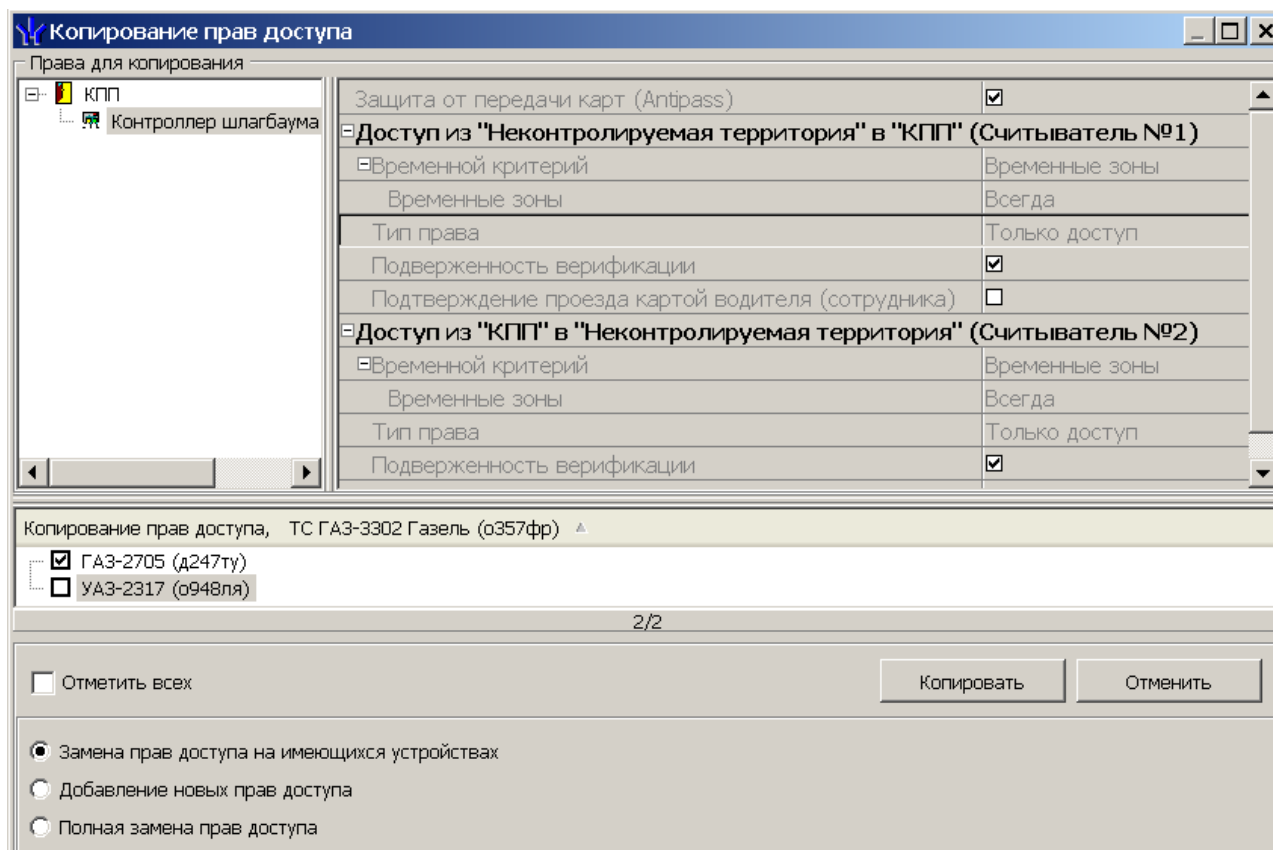 Копирование прав доступа
Права для копирования
КПП
Контроллер шлагбаума
Защита от передачи карт (Antipass)
Доступ из "Неконтролируемая территория" в "КПП" (Считыватель №1)
Временной критерий Временные зоны
Временные зоны Всегда
Тип права Только доступ
Подверженность верификации
Подтверждение проезда картой водителя (сотрудника)
Доступ из "КПП" в "Неконтролируемая территория" (Считыватель №2)
Временной критерий Временные зоны
Временные зоны Всегда
Тип права Только доступ
Подверженность верификации
Копирование прав доступа, ТС ГАЗ-3302 Газель (о357фр)
ГАЗ-2705 (д247ту)
УАЗ-2317 (о948ля)
2/2
Отметить всех
Копировать Отменить
Замена прав доступа на имеющихся устройствах
Добавление новых прав доступа
Полная замена прав доступа